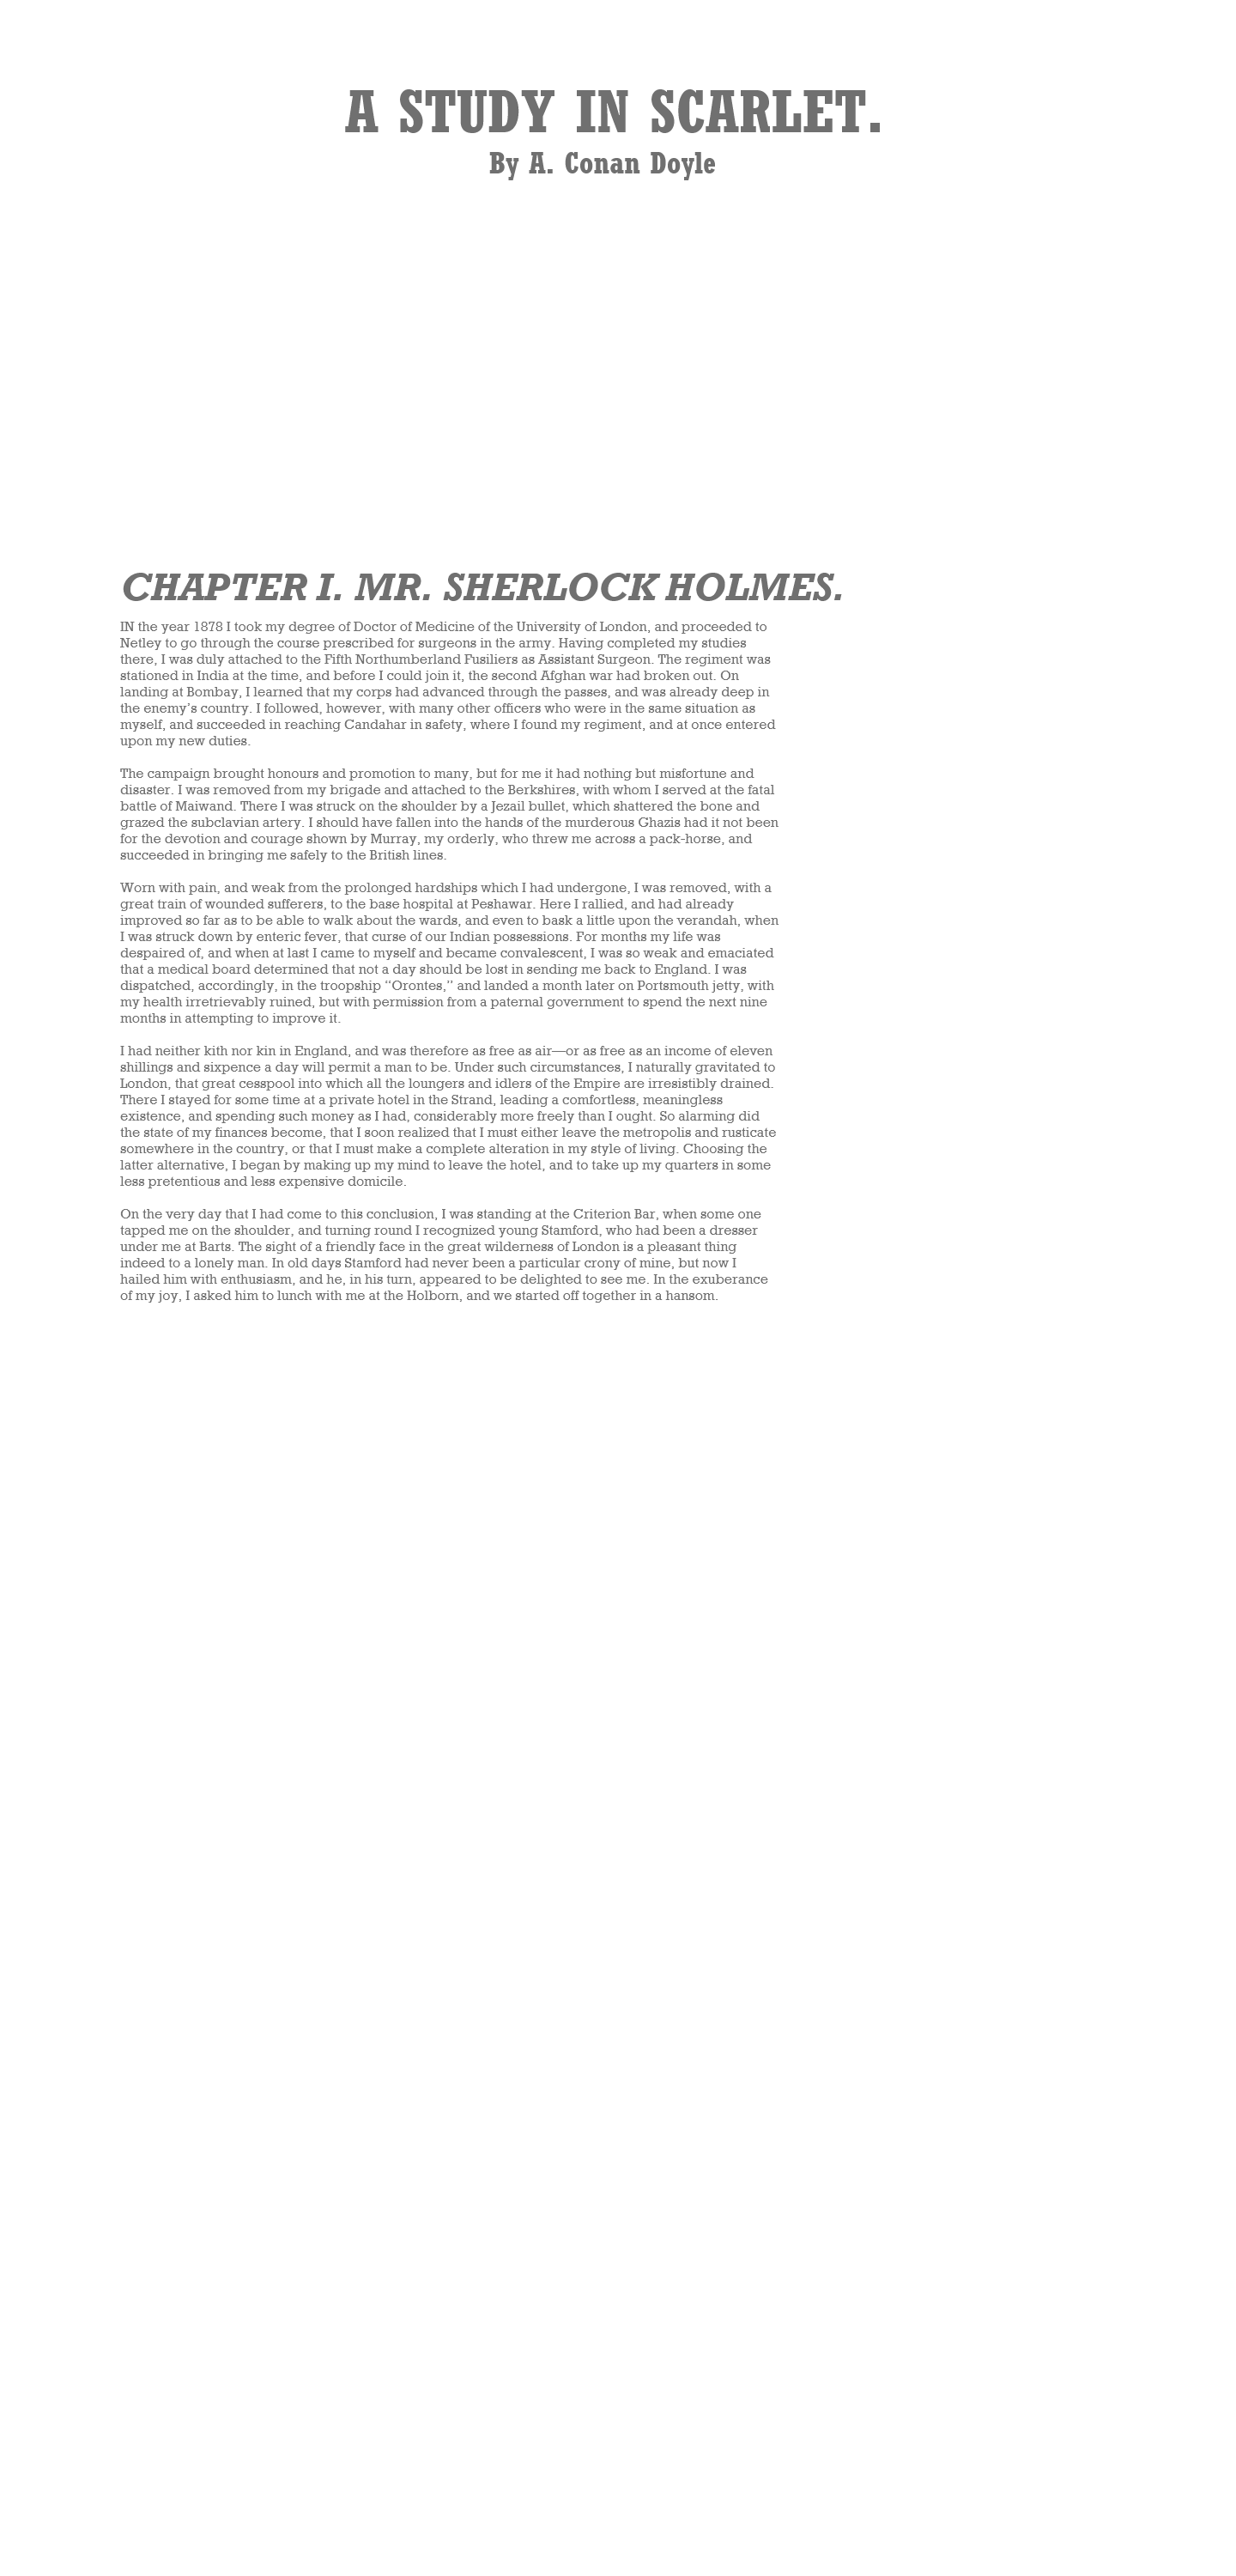 A STUDY IN SCARLET.
By A. Conan Doyle
CHAPTER I. MR. SHERLOCK HOLMES.
IN the year 1878 I took my degree of Doctor of Medicine of the University of London, and proceeded to
Netley to go through the course prescribed for surgeons in the army. Having completed my studies
there, I was duly attached to the Fifth Northumberland Fusiliers as Assistant Surgeon. The regiment was
stationed in India at the time, and before I could join it, the second Afghan war had broken out. On
landing at Bombay, I learned that my corps had advanced through the passes, and was already deep in
the enemy’s country. I followed, however, with many other officers who were in the same situation as
myself, and succeeded in reaching Candahar in safety, where I found my regiment, and at once entered
upon my new duties.
The campaign brought honours and promotion to many, but for me it had nothing but misfortune and
disaster. I was removed from my brigade and attached to the Berkshires, with whom I served at the fatal
battle of Maiwand. There I was struck on the shoulder by a Jezail bullet, which shattered the bone and
grazed the subclavian artery. I should have fallen into the hands of the murderous Ghazis had it not been
for the devotion and courage shown by Murray, my orderly, who threw me across a pack-horse, and
succeeded in bringing me safely to the British lines.
Worn with pain, and weak from the prolonged hardships which I had undergone, I was removed, with a
great train of wounded sufferers, to the base hospital at Peshawar. Here I rallied, and had already
improved so far as to be able to walk about the wards, and even to bask a little upon the verandah, when
I was struck down by enteric fever, that curse of our Indian possessions. For months my life was
despaired of, and when at last I came to myself and became convalescent, I was so weak and emaciated
that a medical board determined that not a day should be lost in sending me back to England. I was
dispatched, accordingly, in the troopship “Orontes,” and landed a month later on Portsmouth jetty, with
my health irretrievably ruined, but with permission from a paternal government to spend the next nine
months in attempting to improve it.
I had neither kith nor kin in England, and was therefore as free as air—or as free as an income of eleven
shillings and sixpence a day will permit a man to be. Under such circumstances, I naturally gravitated to
London, that great cesspool into which all the loungers and idlers of the Empire are irresistibly drained.
There I stayed for some time at a private hotel in the Strand, leading a comfortless, meaningless
existence, and spending such money as I had, considerably more freely than I ought. So alarming did
the state of my finances become, that I soon realized that I must either leave the metropolis and rusticate
somewhere in the country, or that I must make a complete alteration in my style of living. Choosing the
latter alternative, I began by making up my mind to leave the hotel, and to take up my quarters in some
less pretentious and less expensive domicile.
On the very day that I had come to this conclusion, I was standing at the Criterion Bar, when some one
tapped me on the shoulder, and turning round I recognized young Stamford, who had been a dresser
under me at Barts. The sight of a friendly face in the great wilderness of London is a pleasant thing
indeed to a lonely man. In old days Stamford had never been a particular crony of mine, but now I
hailed him with enthusiasm, and he, in his turn, appeared to be delighted to see me. In the exuberance
of my joy, I asked him to lunch with me at the Holborn, and we started off together in a hansom.